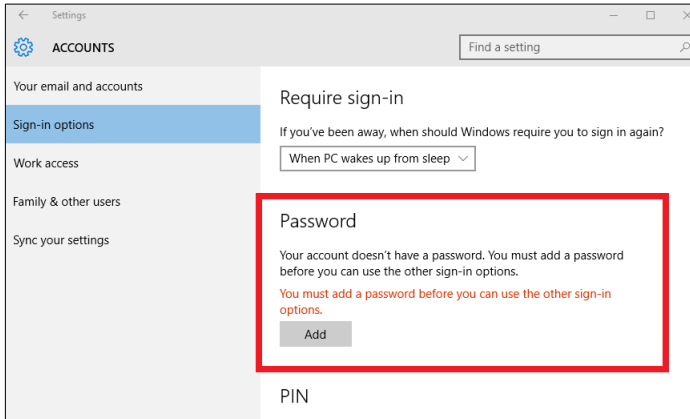 Settings
ACCOUNTS
Find a setting
Your email and accounts
Sign-in options
Work access
Family & other users
Sync your settings
Require sign-in
If you've been away, when should Windows require you to sign in again?
When PC wakes up from sleep
Password
Your account doesn't have a password. You must add a password
before you can use the other sign-in options.
You must add a password before you can use the other sign-in
options.
Add
PIN